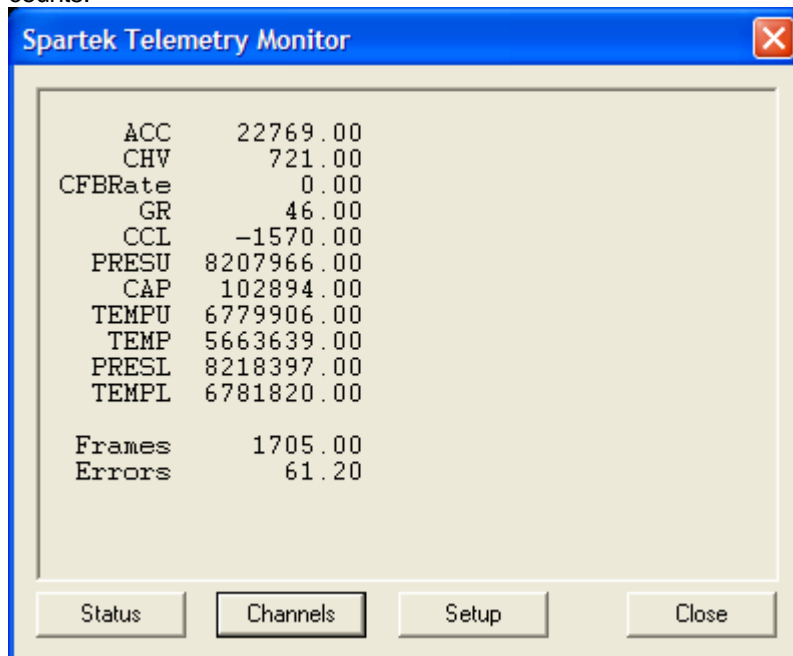 counts.
Spartek Telemetry Monitor
ACC 22769.00
CHV 721.00
CFBRate 0.00
GR 46.00
CCL -1570.00
PRESU 8207966.00
CAP 102894.00
TEMPU 6779906.00
TEMP 5663639.00
PRESL 8218397.00
TEMPL 6781820.00
Frames 1705.00
Errors 61.20
Status Channels Setup Close